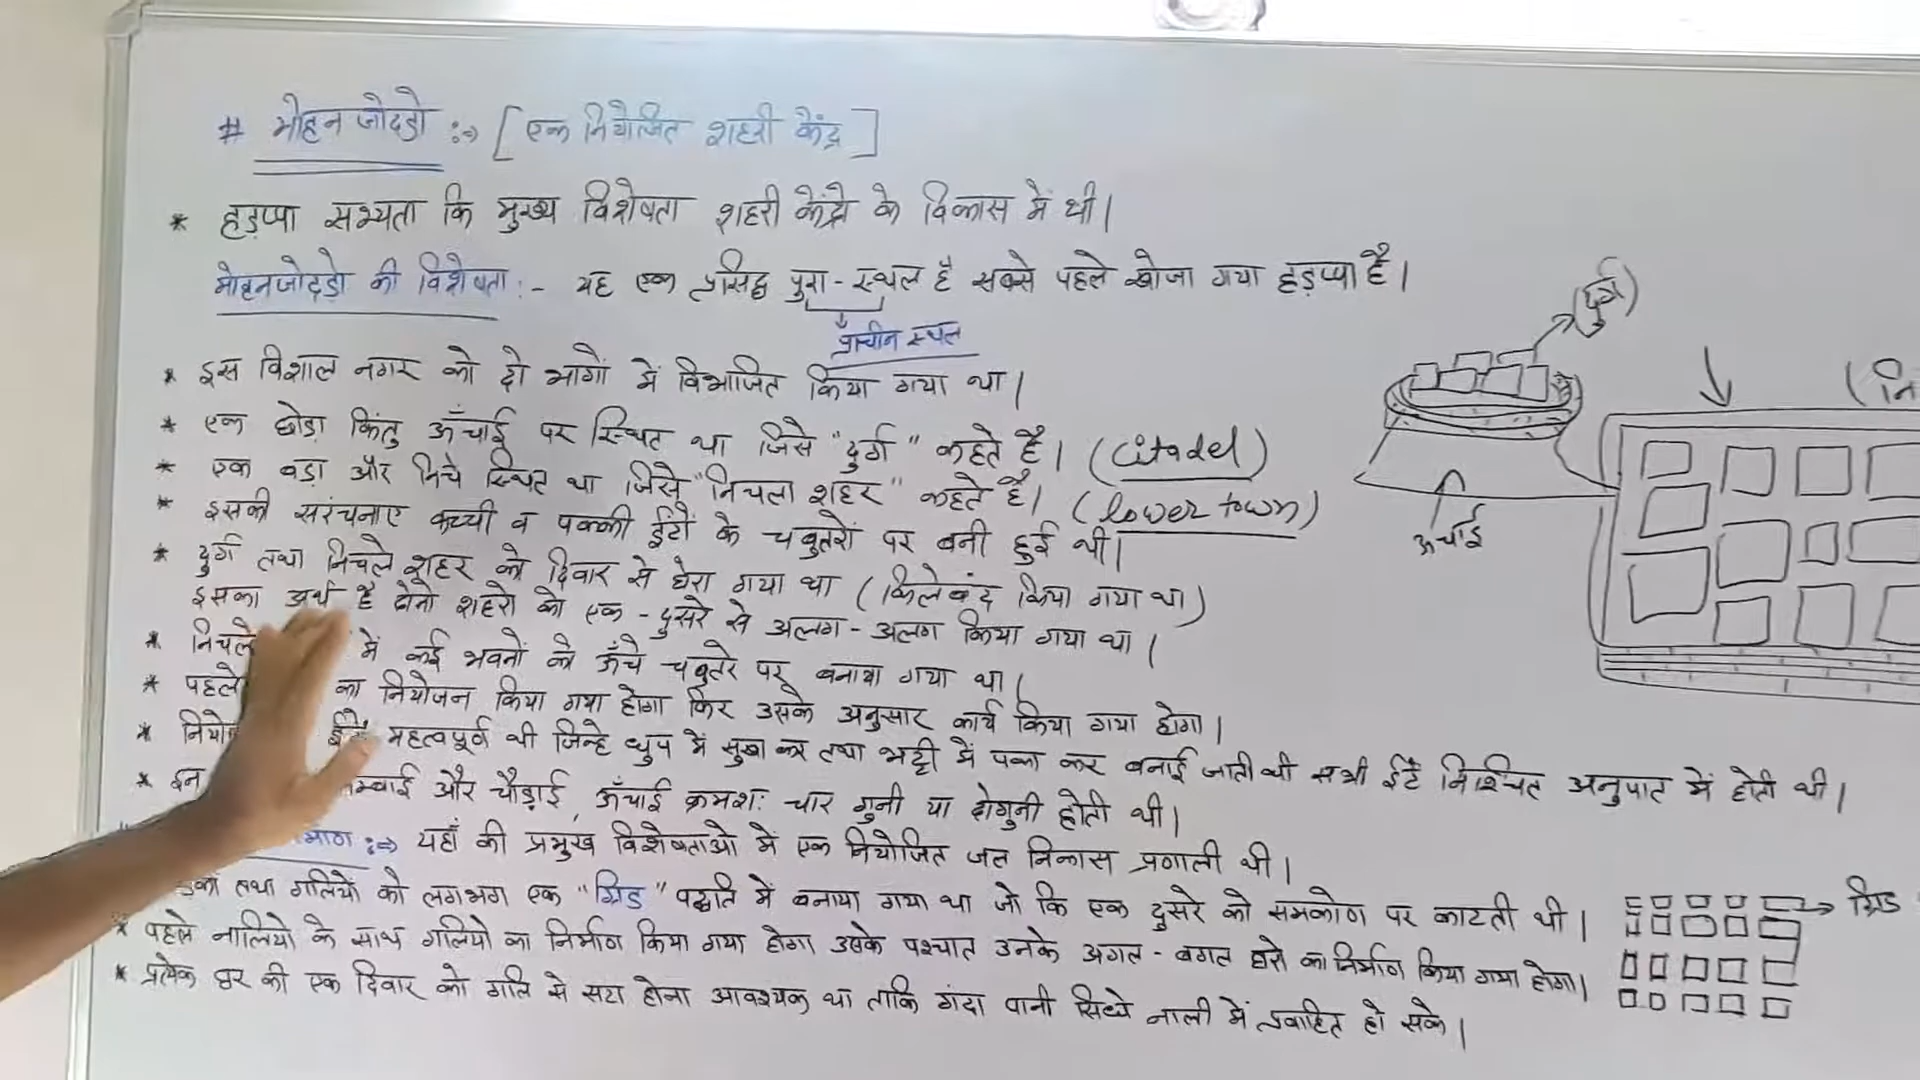 # मोहनजोदड़ो :⇒ [एक नियोजित शहरी केंद्र]
* हड़प्पा सभ्यता कि मुख्य विशेषता शहरी केंद्रो के विकास में थी।
मोहनजोदड़ो की विशेषता :- यह एक प्रसिद्ध पुरा-स्थल है सबसे पहले खोजा गया हड़प्पा है।
प्राचीन स्थल
* इस विशाल नगर को दो भागों में विभाजित किया गया था।
* एक छोड़ा किंतु ऊँचाई पर स्थित था जिसे "दुर्ग" कहते है। (Citadel)
* एक बड़ा और निचे स्थित था जिसे "निचला शहर" कहते है। (lower town)
* इसकी सरंचनाए कच्ची व पक्की ईंटों के चबुतरों पर बनी हुई थी।
* दुर्ग तथा निचले शहर को दिवार से घेरा गया था (किलेबंद किया गया था)
इसका अर्थ है दोनो शहरो को एक-दुसरे से अलग-अलग किया गया था।
* निचले में कई भवनों को ऊँचे चबुतरे पर बनाया गया था।
* पहले का नियोजन किया गया होगा फिर उसके अनुसार कार्य किया गया होगा।
* ईंटें महत्वपूर्ण थी जिन्हे धुप में सुखा कर तथा भट्टी में पका कर बनाई जाती थी सभी ईंटें निश्चित अनुपात में होती थी।
* इन और चौड़ाई, ऊँचाई क्रमशः चार गुनी या दोगुनी होती थी।
:⇒ यहाँ की प्रमुख विशेषताओ में एक नियोजित जल निकास प्रणाली थी।
तथा गलियों को लगभग एक "ग्रिड" पद्धति में बनाया गया था जो कि एक दुसरे को समकोण पर काटती थी।
* पहले नालियो के साथ गलियो का निर्माण किया गया होगा उसके पश्चात उनके अगल-बगल घरो का निर्माण किया गया होगा।
* प्रत्येक घर की एक दिवार को गलि से सटा होना आवश्यक था ताकि गंदा पानी सिधे नाली में प्रवाहित हो सके।
(दुर्ग)
ऊंचाई
ग्रिड